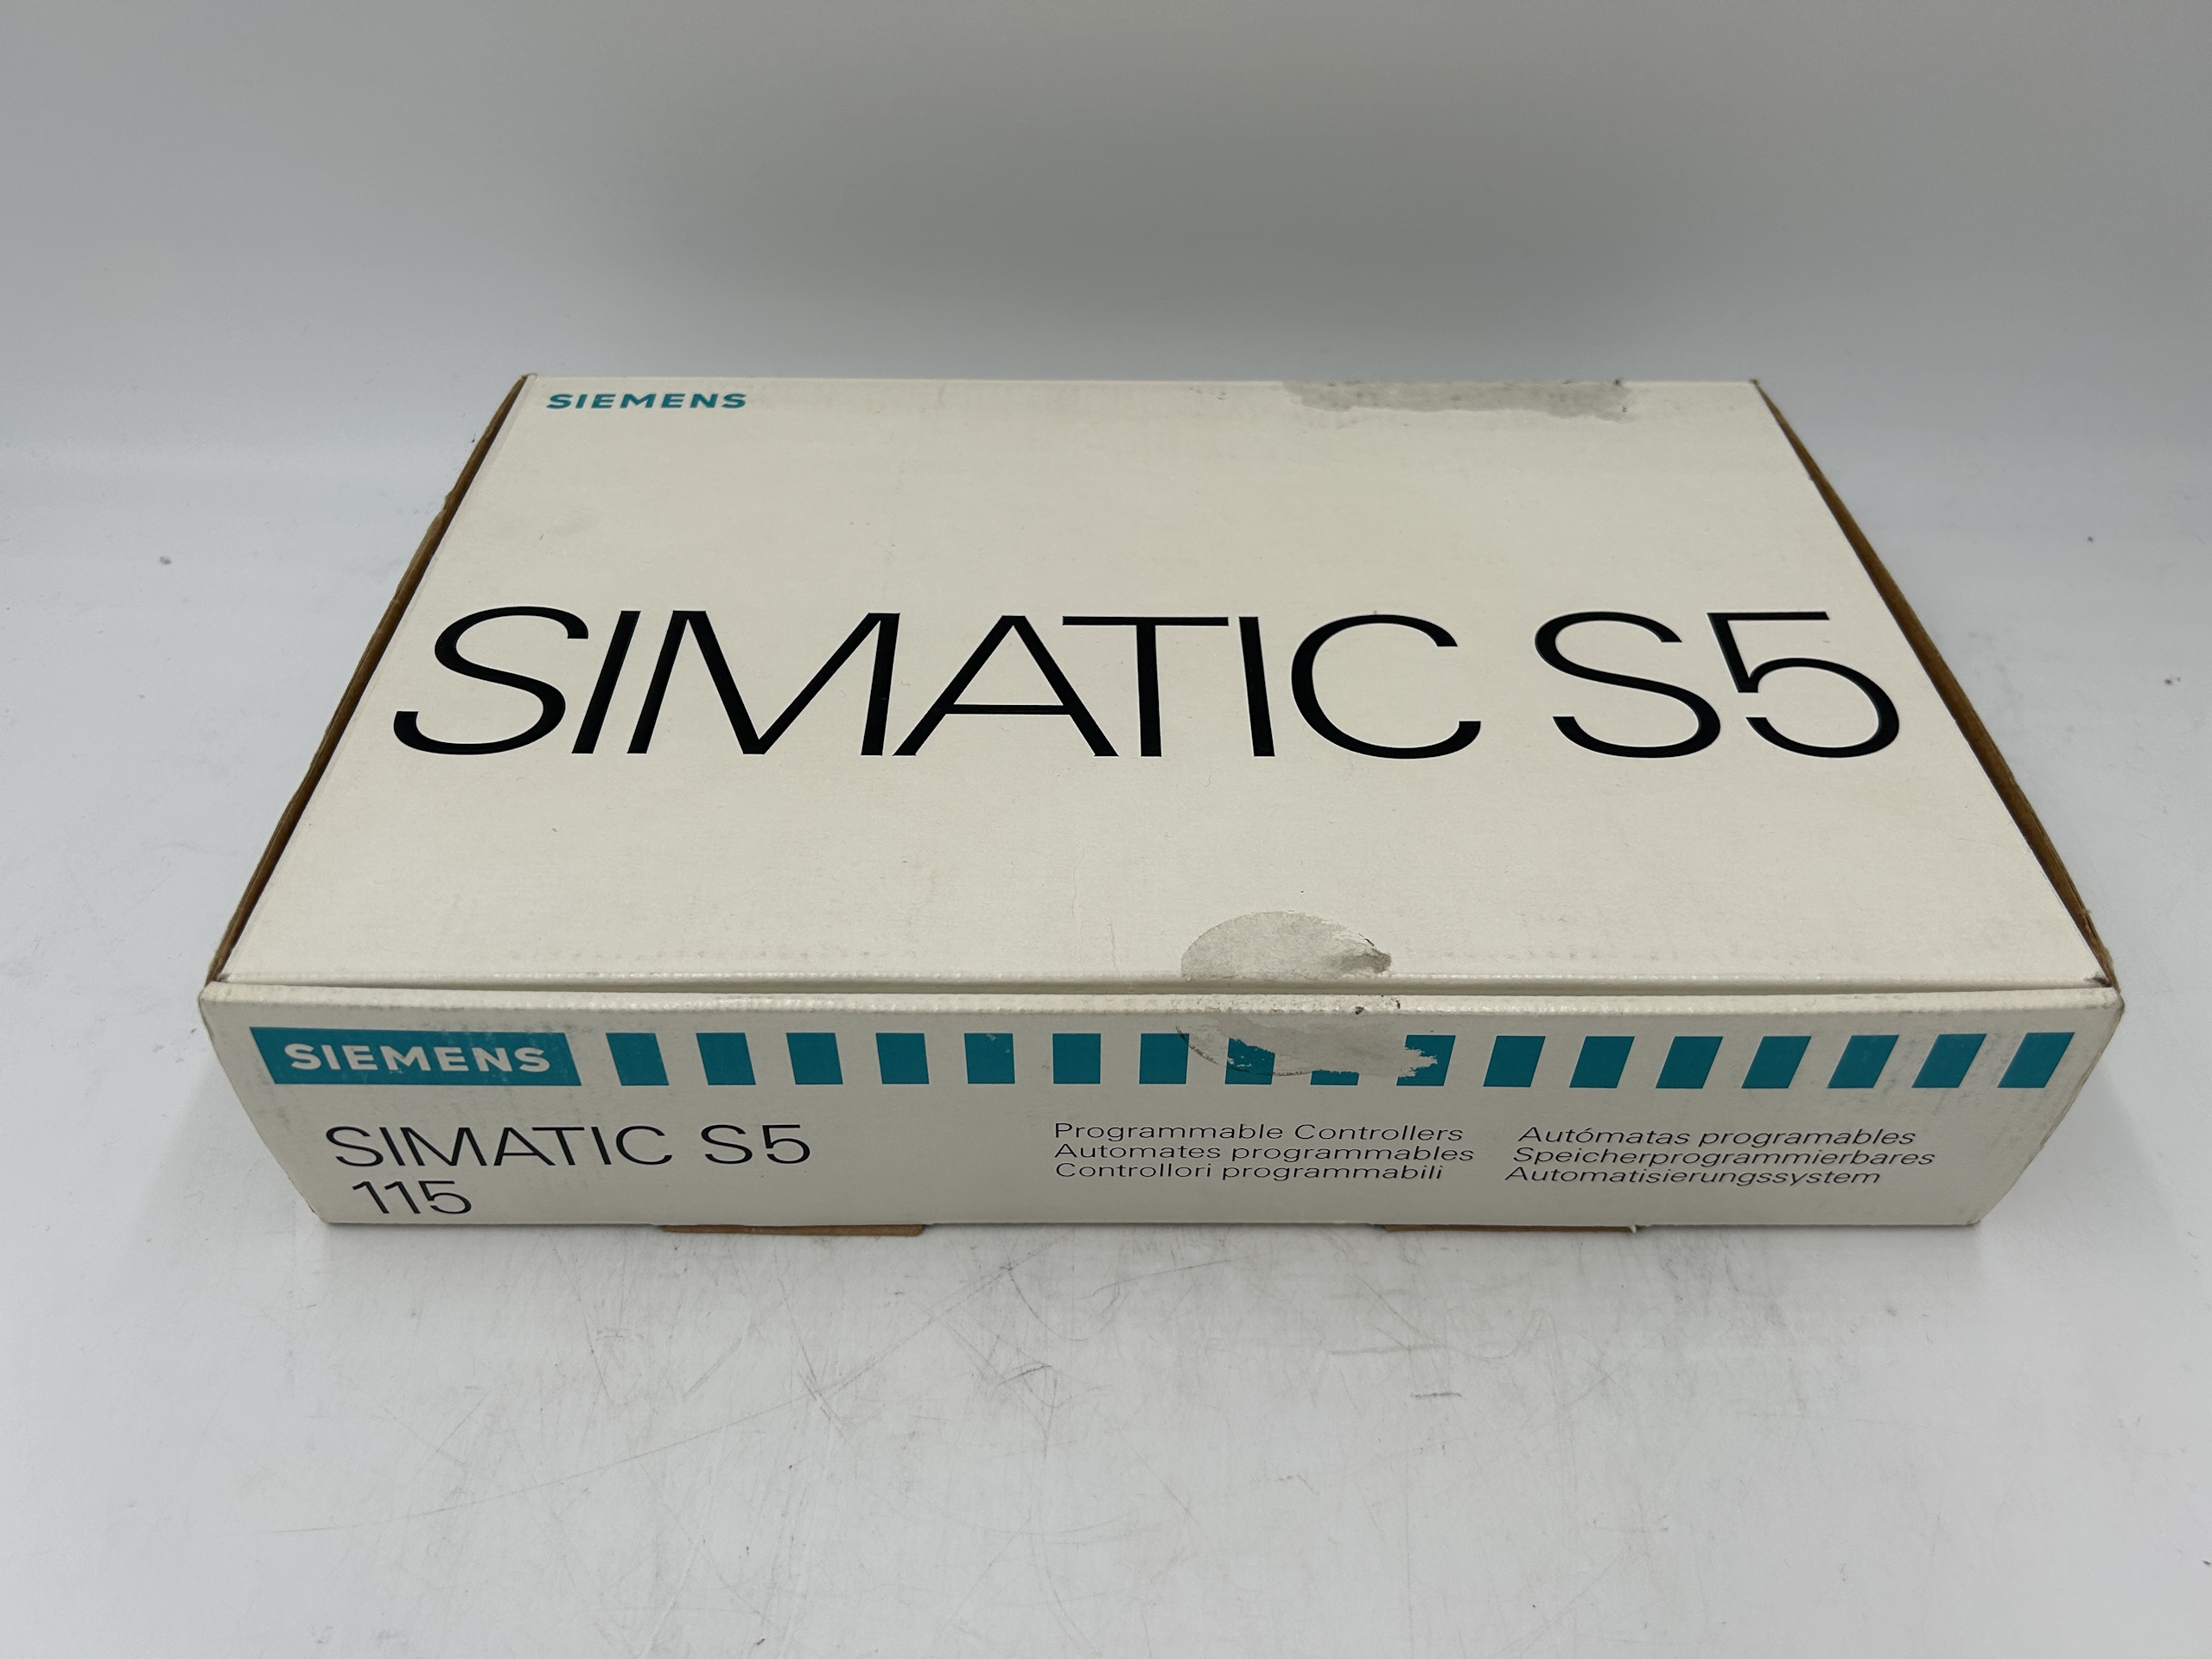 SIEMENS
SIMATIC S5
SIEMENS
SIMATIC S5
115
Programmable Controllers
Automates programmables
Controllori programmabili
Autómatas programables
Speicherprogrammierbares
Automatisierungssystem